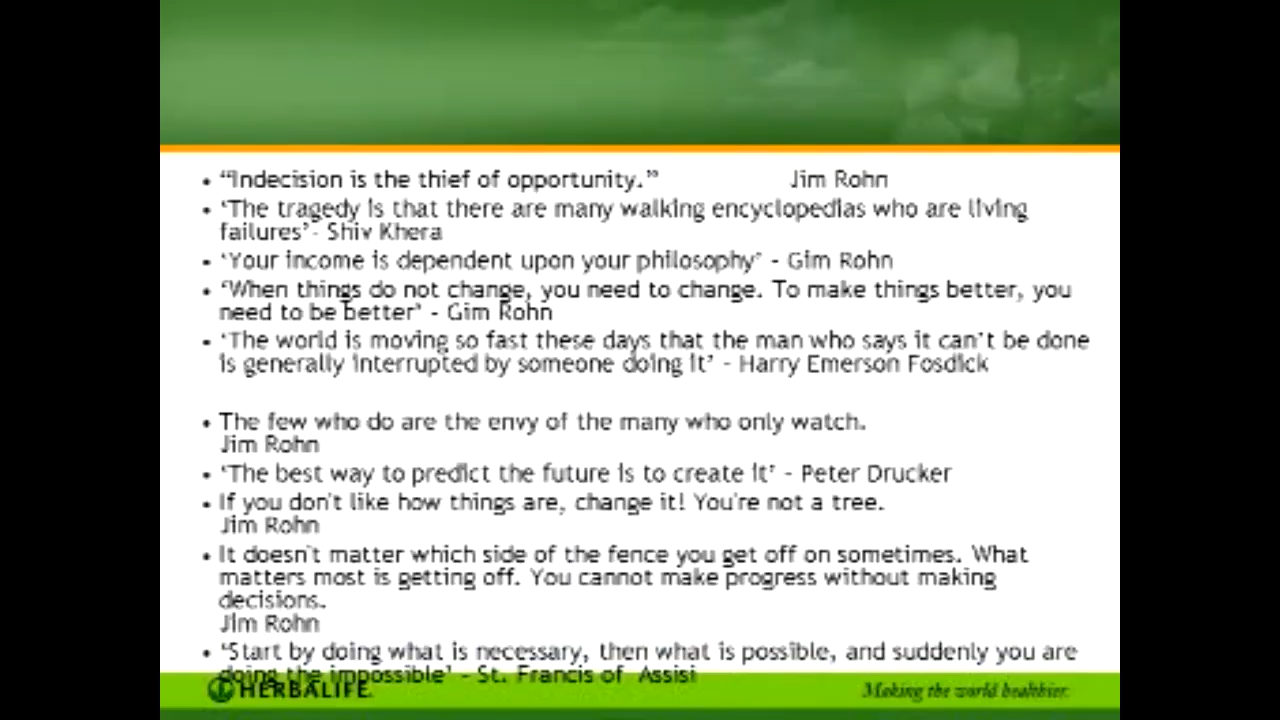 • “Indecision is the thief of opportunity.” Jim Rohn
• ‘The tragedy is that there are many walking encyclopedias who are living
failures’- Shiv Khera
• ‘Your income is dependent upon your philosophy’ - Gim Rohn
• ‘When things do not change, you need to change. To make things better, you
need to be better’ - Gim Rohn
• ‘The world is moving so fast these days that the man who says it can’t be done
is generally interrupted by someone doing it’ - Harry Emerson Fosdick
• The few who do are the envy of the many who only watch.
Jim Rohn
• ‘The best way to predict the future is to create it’ - Peter Drucker
• If you don't like how things are, change it! You're not a tree.
Jim Rohn
• It doesn't matter which side of the fence you get off on sometimes. What
matters most is getting off. You cannot make progress without making
decisions.
Jim Rohn
• ‘Start by doing what is necessary, then what is possible, and suddenly you are
doing the impossible’ - St. Francis of Assisi
HERBALIFE. Making the world healthier.